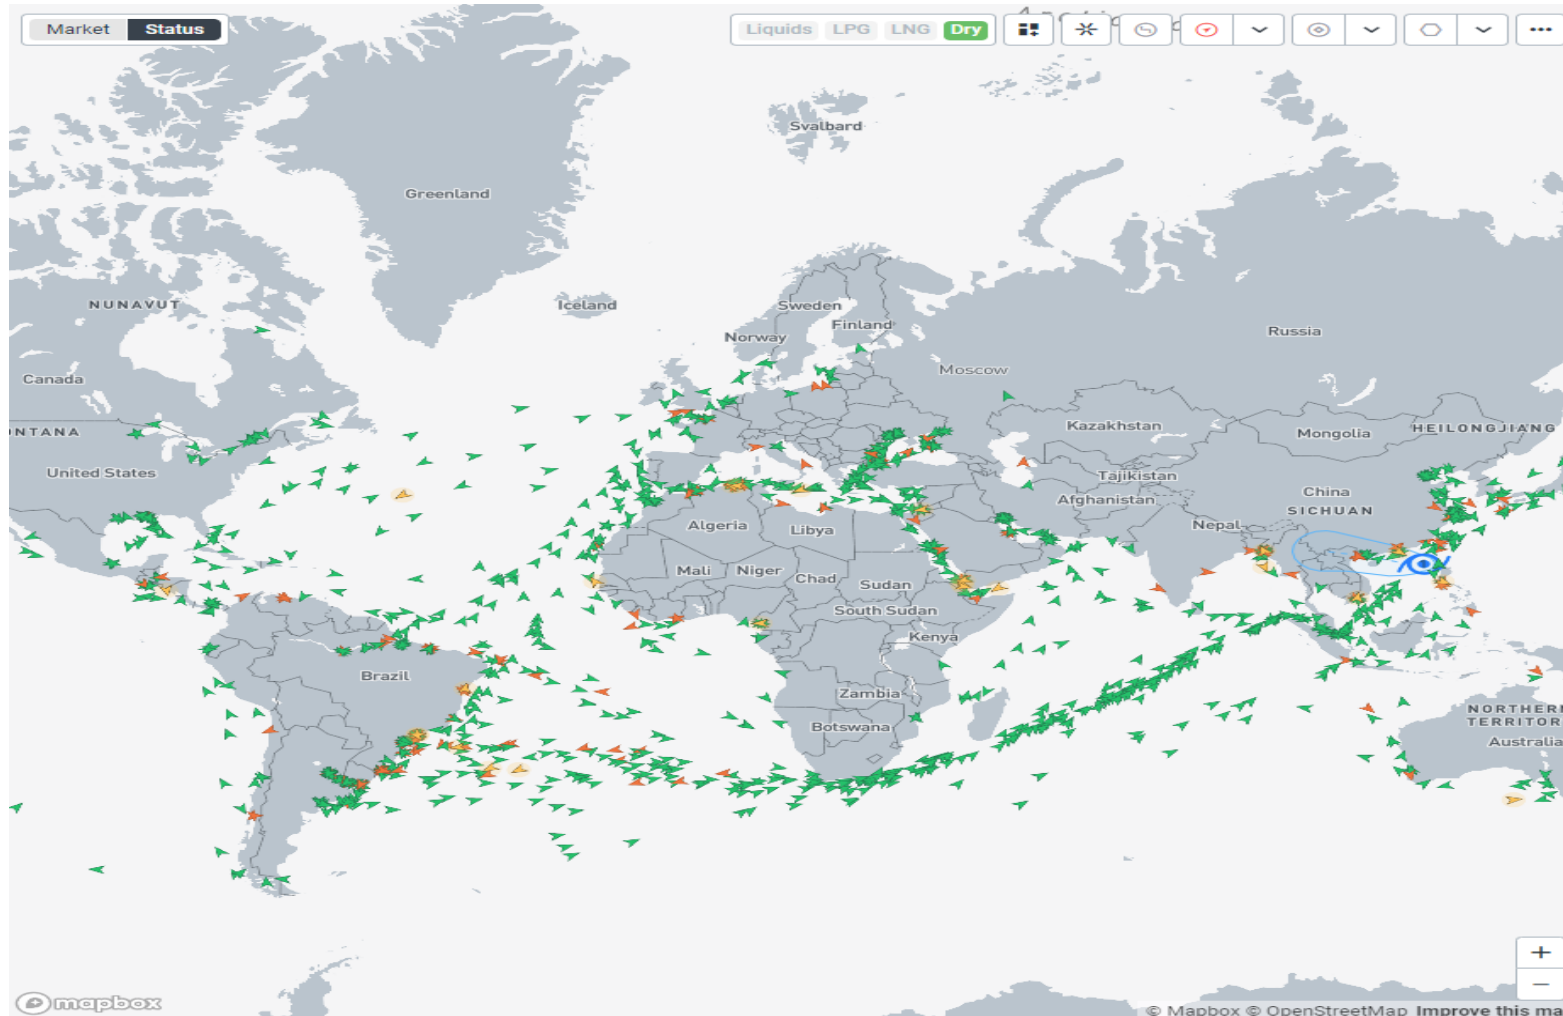 Market Status
Liquids LPG LNG Dry
Svalbard
Greenland
NUNAVUT
Iceland
Sweden
Finland
Norway
Russia
Canada
Moscow
Kazakhstan
Mongolia
HEILONGJIANG
ONTANA
United States
Tajikistan
Afghanistan
China
SICHUAN
Nepal
Algeria
Libya
Mali
Niger
Chad
Sudan
South Sudan
Kenya
Brazil
Zambia
Botswana
NORTHERN
TERRITOR
Australia
mapbox
© Mapbox © OpenStreetMap Improve this ma